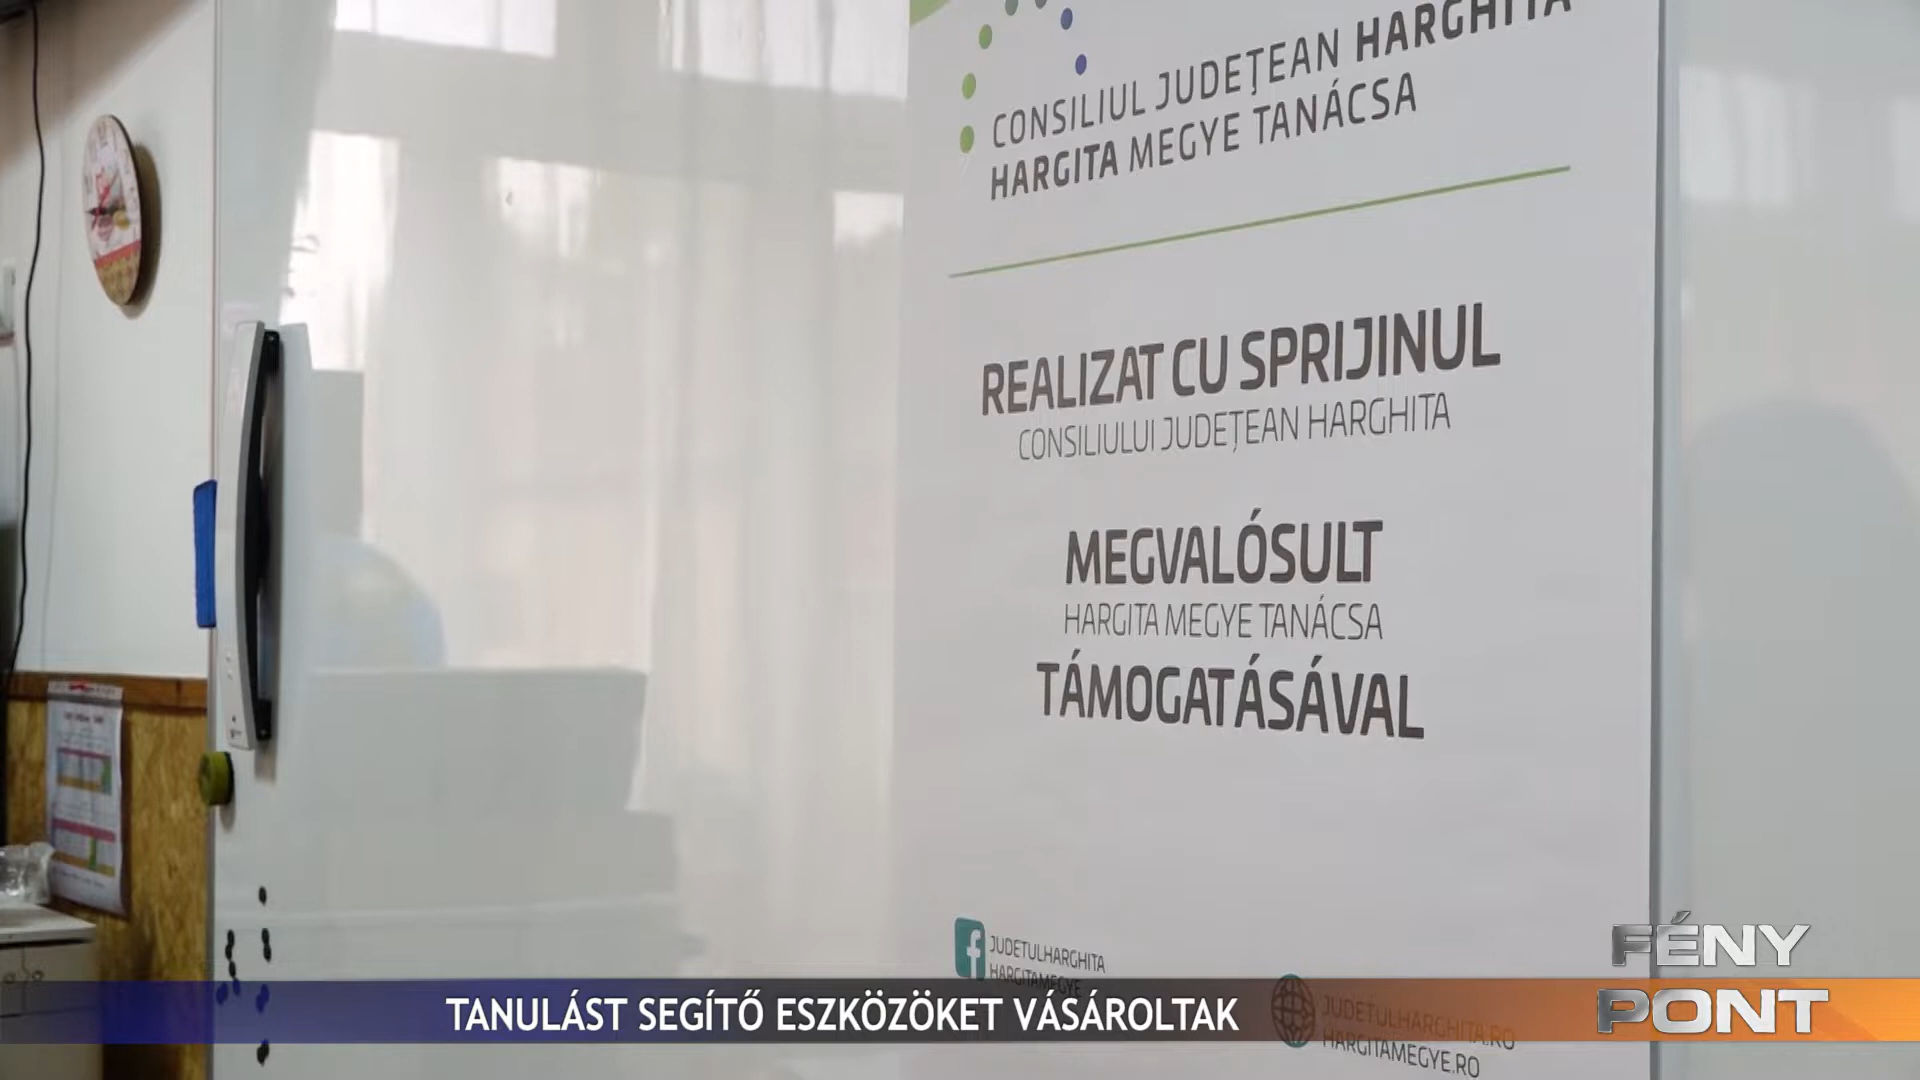 CONSILIUL JUDEȚEAN HARGHITA
HARGITA MEGYE TANÁCSA
REALIZAT CU SPRIJINUL
CONSILIULUI JUDEȚEAN HARGHITA
MEGVALÓSULT
HARGITA MEGYE TANÁCSA
TÁMOGATÁSÁVAL
JUDETULHARGHITA
HARGITAMEGYE
JUDETULHARGHITA.RO
HARGITAMEGYE.RO
TANULÁST SEGÍTŐ ESZKÖZÖKET VÁSÁROLTAK
FÉNY
PONT